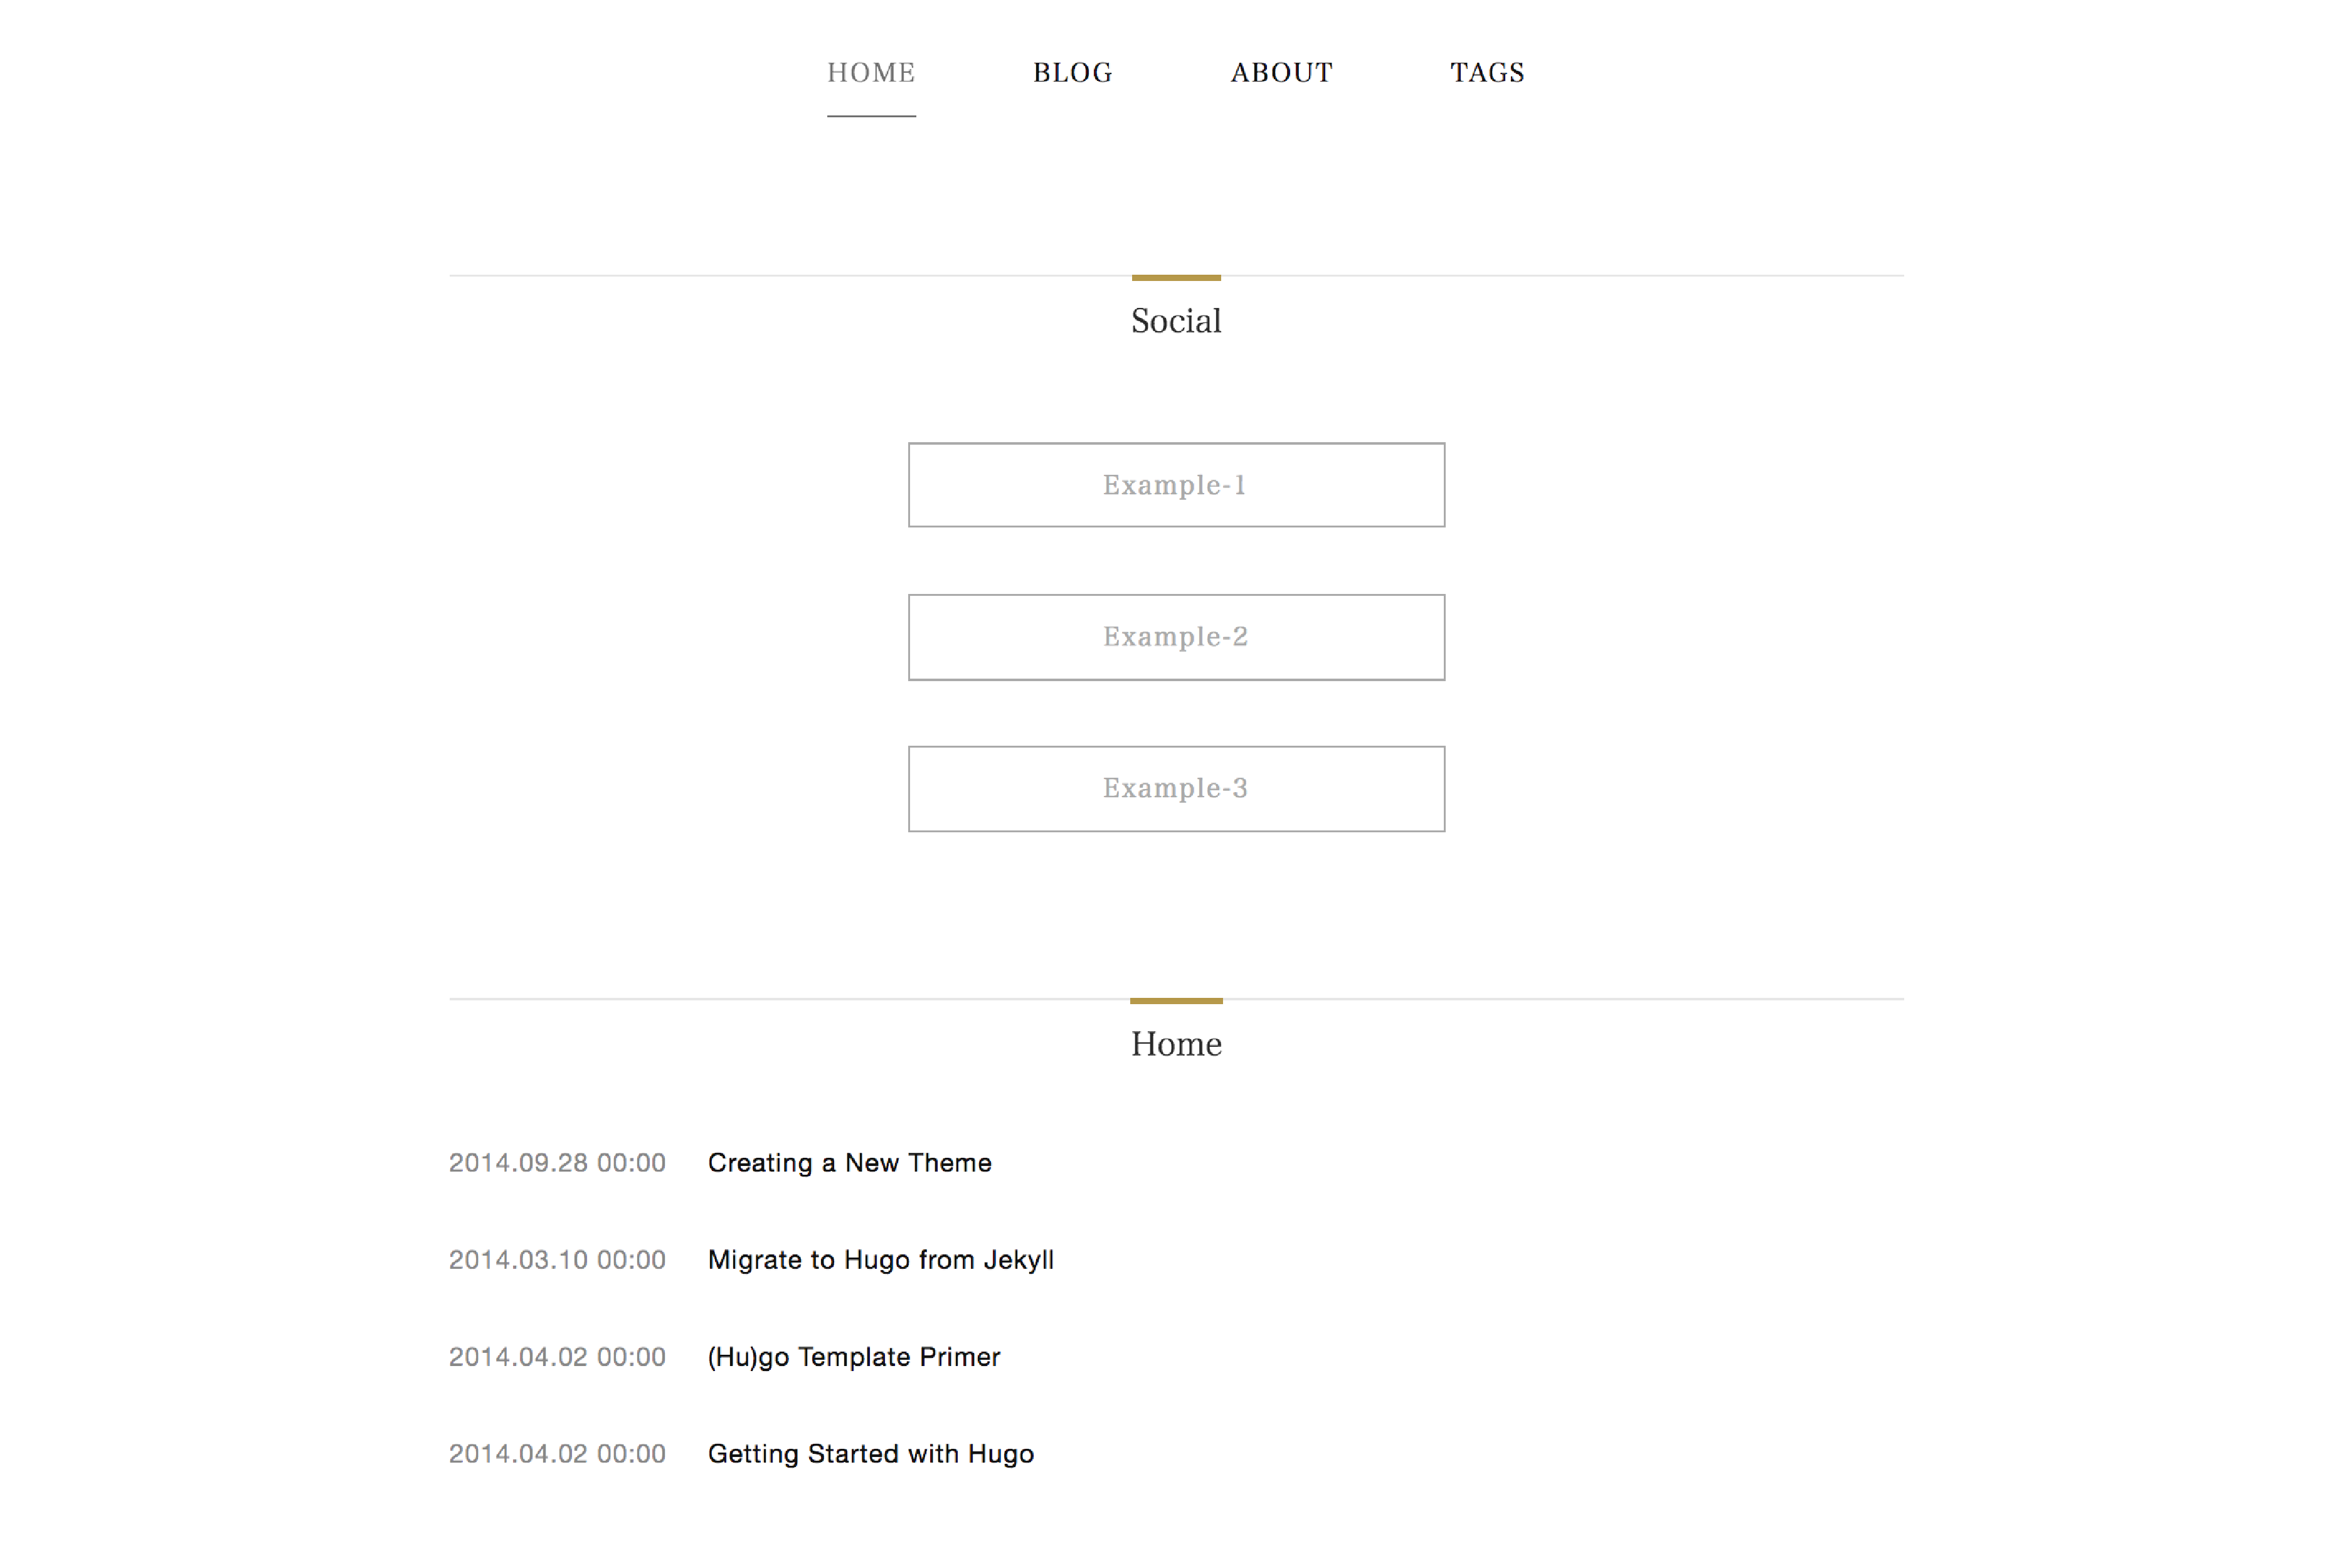 HOME BLOG ABOUT TAGS
Social
Example-1
Example-2
Example-3
Home
2014.09.28 00:00 Creating a New Theme
2014.03.10 00:00 Migrate to Hugo from Jekyll
2014.04.02 00:00 (Hu)go Template Primer
2014.04.02 00:00 Getting Started with Hugo